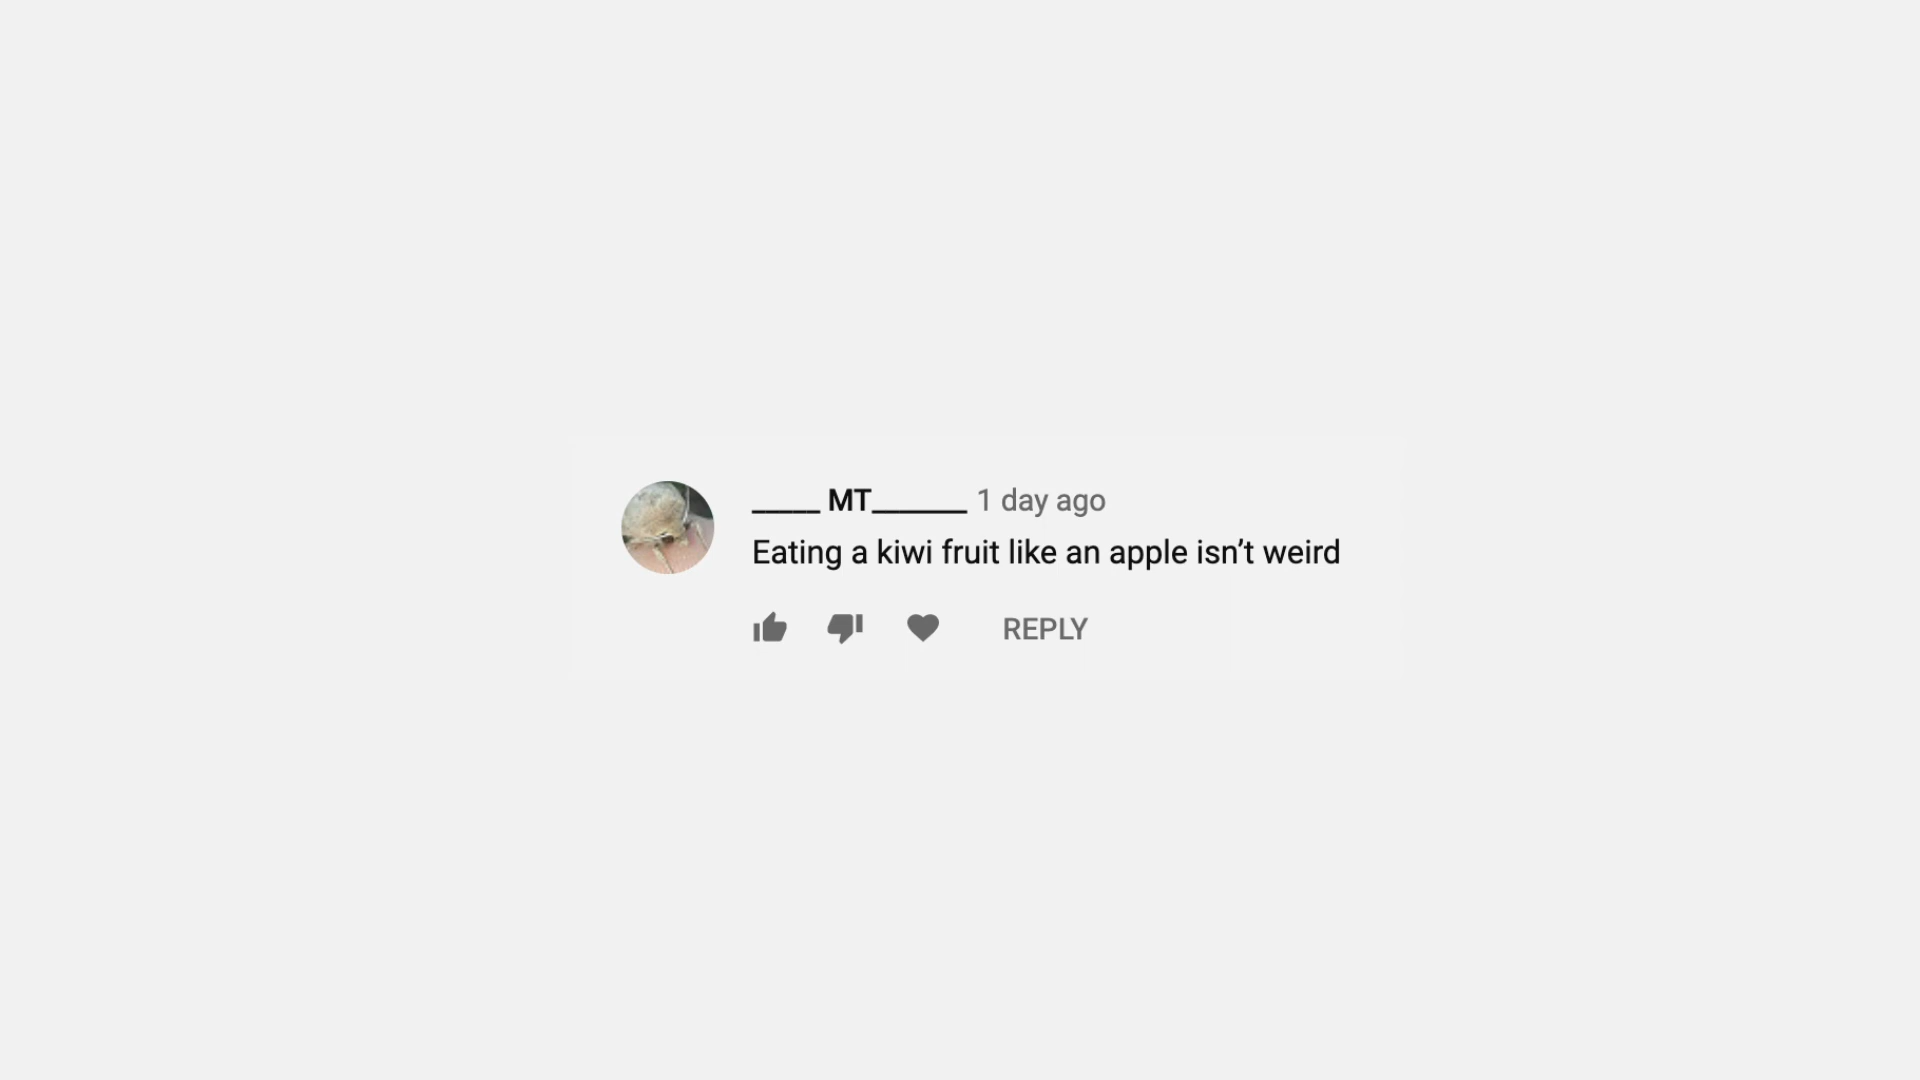 _____ MT_______ 1 day ago
Eating a kiwi fruit like an apple isn’t weird
REPLY